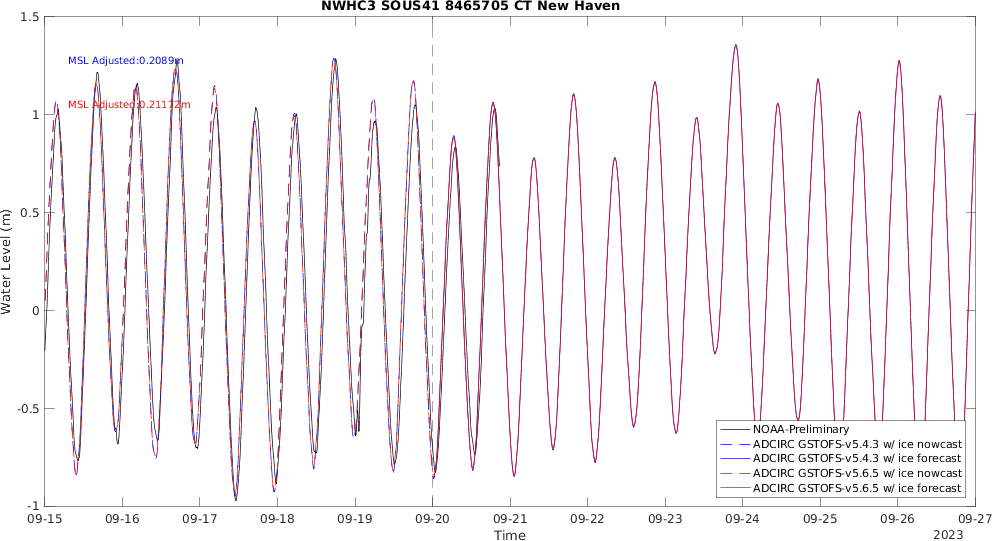 NWHC3 SOUS41 8465705 CT New Haven
1.5
MSL Adjusted:0.2089m
MSL Adjusted:0.21172m
1
0.5
0
-0.5
-1
Water Level (m)
NOAA-Preliminary
ADCIRC GSTOFS-v5.4.3 w/ ice nowcast
ADCIRC GSTOFS-v5.4.3 w/ ice forecast
ADCIRC GSTOFS-v5.6.5 w/ ice nowcast
ADCIRC GSTOFS-v5.6.5 w/ ice forecast
09-15 09-16 09-17 09-18 09-19 09-20 09-21 09-22 09-23 09-24 09-25 09-26 09-27
Time
2023